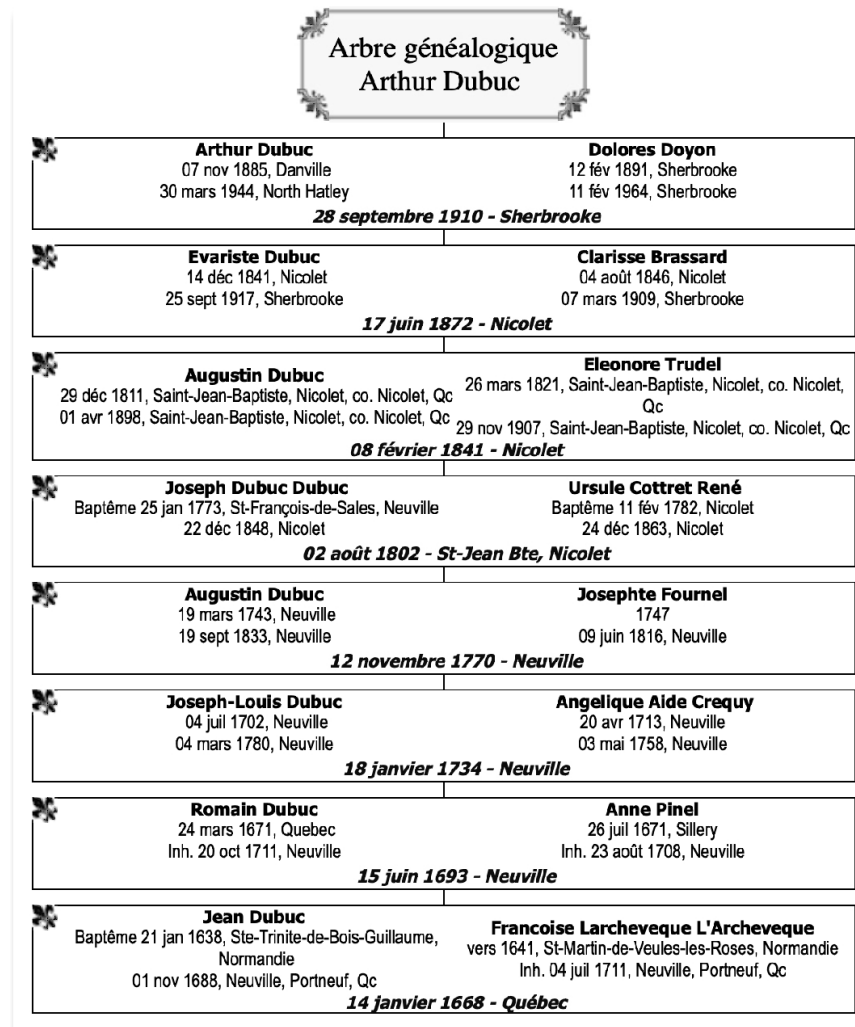 Arbre généalogique
Arthur Dubuc
Arthur Dubuc
07 nov 1885, Danville
30 mars 1944, North Hatley
Dolores Doyon
12 fév 1891, Sherbrooke
11 fév 1964, Sherbrooke
28 septembre 1910 - Sherbrooke
Evariste Dubuc
14 déc 1841, Nicolet
25 sept 1917, Sherbrooke
Clarisse Brassard
04 août 1846, Nicolet
07 mars 1909, Sherbrooke
17 juin 1872 - Nicolet
Augustin Dubuc
29 déc 1811, Saint-Jean-Baptiste, Nicolet, co. Nicolet, Qc
01 avr 1898, Saint-Jean-Baptiste, Nicolet, co. Nicolet, Qc
Eleonore Trudel
26 mars 1821, Saint-Jean-Baptiste, Nicolet, co. Nicolet,
Qc
29 nov 1907, Saint-Jean-Baptiste, Nicolet, co. Nicolet, Qc
08 février 1841 - Nicolet
Joseph Dubuc Dubuc
Baptême 25 jan 1773, St-François-de-Sales, Neuville
22 déc 1848, Nicolet
Ursule Cottret René
Baptême 11 fév 1782, Nicolet
24 déc 1863, Nicolet
02 août 1802 - St-Jean Bte, Nicolet
Augustin Dubuc
19 mars 1743, Neuville
19 sept 1833, Neuville
Josephte Fournel
1747
09 juin 1816, Neuville
12 novembre 1770 - Neuville
Joseph-Louis Dubuc
04 juil 1702, Neuville
04 mars 1780, Neuville
Angelique Aide Crequy
20 avr 1713, Neuville
03 mai 1758, Neuville
18 janvier 1734 - Neuville
Romain Dubuc
24 mars 1671, Quebec
Inh. 20 oct 1711, Neuville
Anne Pinel
26 juil 1671, Sillery
Inh. 23 août 1708, Neuville
15 juin 1693 - Neuville
Jean Dubuc
Baptême 21 jan 1638, Ste-Trinite-de-Bois-Guillaume,
Normandie
01 nov 1688, Neuville, Portneuf, Qc
Francoise Larcheveque L'Archeveque
vers 1641, St-Martin-de-Veules-les-Roses, Normandie
Inh. 04 juil 1711, Neuville, Portneuf, Qc
14 janvier 1668 - Québec